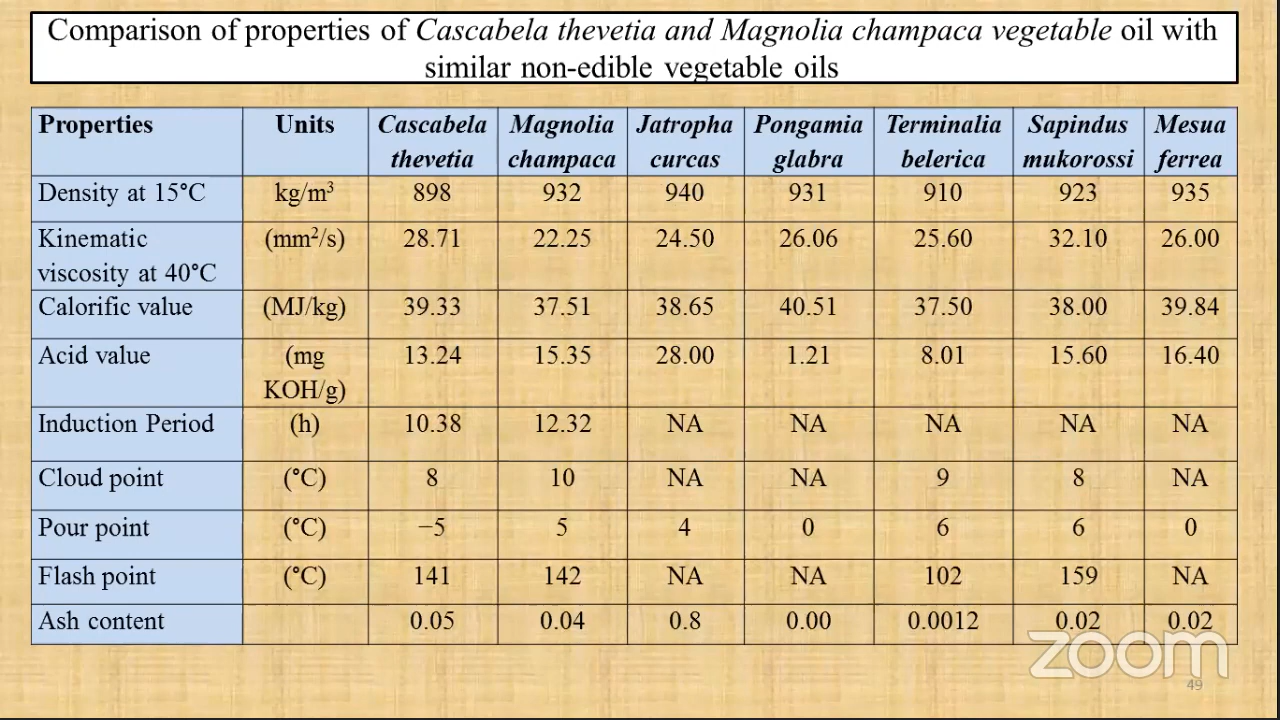 Comparison of properties of Cascabela thevetia and Magnolia champaca vegetable oil with
similar non-edible vegetable oils
Properties Units Cascabela thevetia Magnolia champaca Jatropha curcas Pongamia glabra Terminalia belerica Sapindus mukorossi Mesua ferrea
Density at 15°C kg/m³ 898 932 940 931 910 923 935
Kinematic viscosity at 40°C (mm²/s) 28.71 22.25 24.50 26.06 25.60 32.10 26.00
Calorific value (MJ/kg) 39.33 37.51 38.65 40.51 37.50 38.00 39.84
Acid value (mg KOH/g) 13.24 15.35 28.00 1.21 8.01 15.60 16.40
Induction Period (h) 10.38 12.32 NA NA NA NA NA
Cloud point (°C) 8 10 NA NA 9 8 NA
Pour point (°C) −5 5 4 0 6 6 0
Flash point (°C) 141 142 NA NA 102 159 NA
Ash content 0.05 0.04 0.8 0.00 0.0012 0.02 0.02
zoom
49